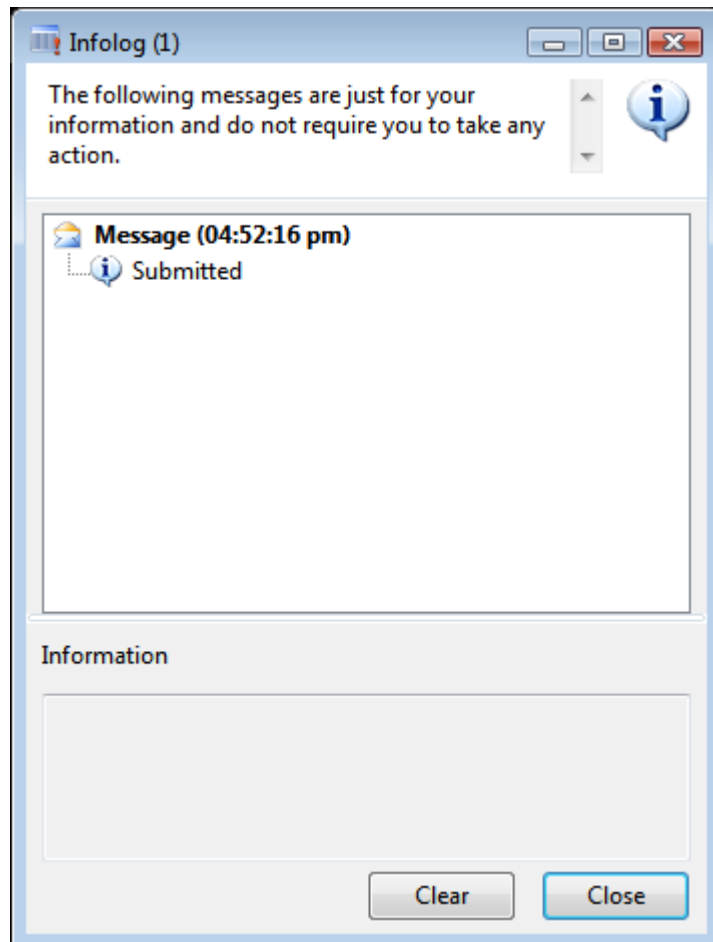 Infolog (1)
The following messages are just for your
information and do not require you to take any
action.
Message (04:52:16 pm)
Submitted
Information
Clear
Close